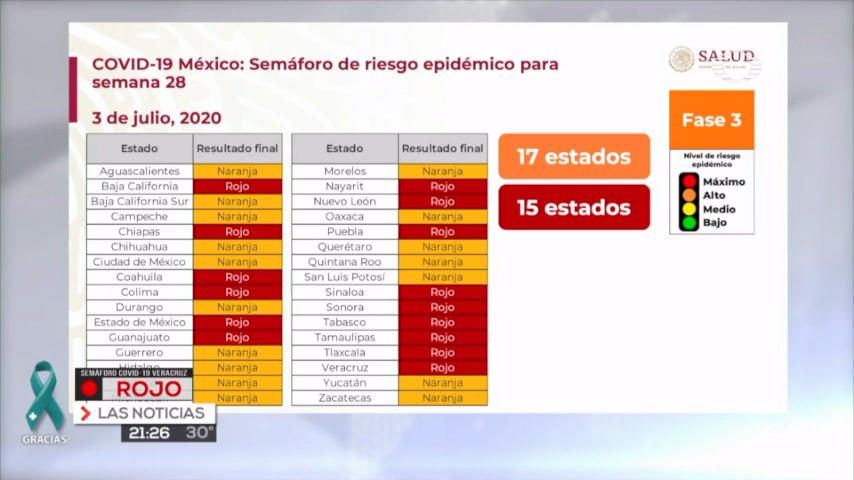 COVID-19 México: Semáforo de riesgo epidémico para
semana 28
3 de julio, 2020
SALUD
Fase 3
Nivel de riesgo
epidémico
Máximo
Alto
Medio
Bajo
17 estados
15 estados
Estado Resultado final
Aguascalientes Naranja
Baja California Rojo
Baja California Sur Naranja
Campeche Naranja
Chiapas Rojo
Chihuahua Naranja
Ciudad de México Naranja
Coahuila Rojo
Colima Rojo
Durango Naranja
Estado de México Rojo
Guanajuato Rojo
Guerrero Naranja
Hidalgo Naranja
Naranja
Naranja
Estado Resultado final
Morelos Naranja
Nayarit Rojo
Nuevo León Rojo
Oaxaca Naranja
Puebla Rojo
Querétaro Naranja
Quintana Roo Naranja
San Luis Potosí Naranja
Sinaloa Rojo
Sonora Rojo
Tabasco Rojo
Tamaulipas Rojo
Tlaxcala Rojo
Veracruz Rojo
Yucatán Naranja
Zacatecas Naranja
SEMÁFORO COVID-19 VERACRUZ
ROJO
LAS NOTICIAS
21:26 30°
GRACIAS